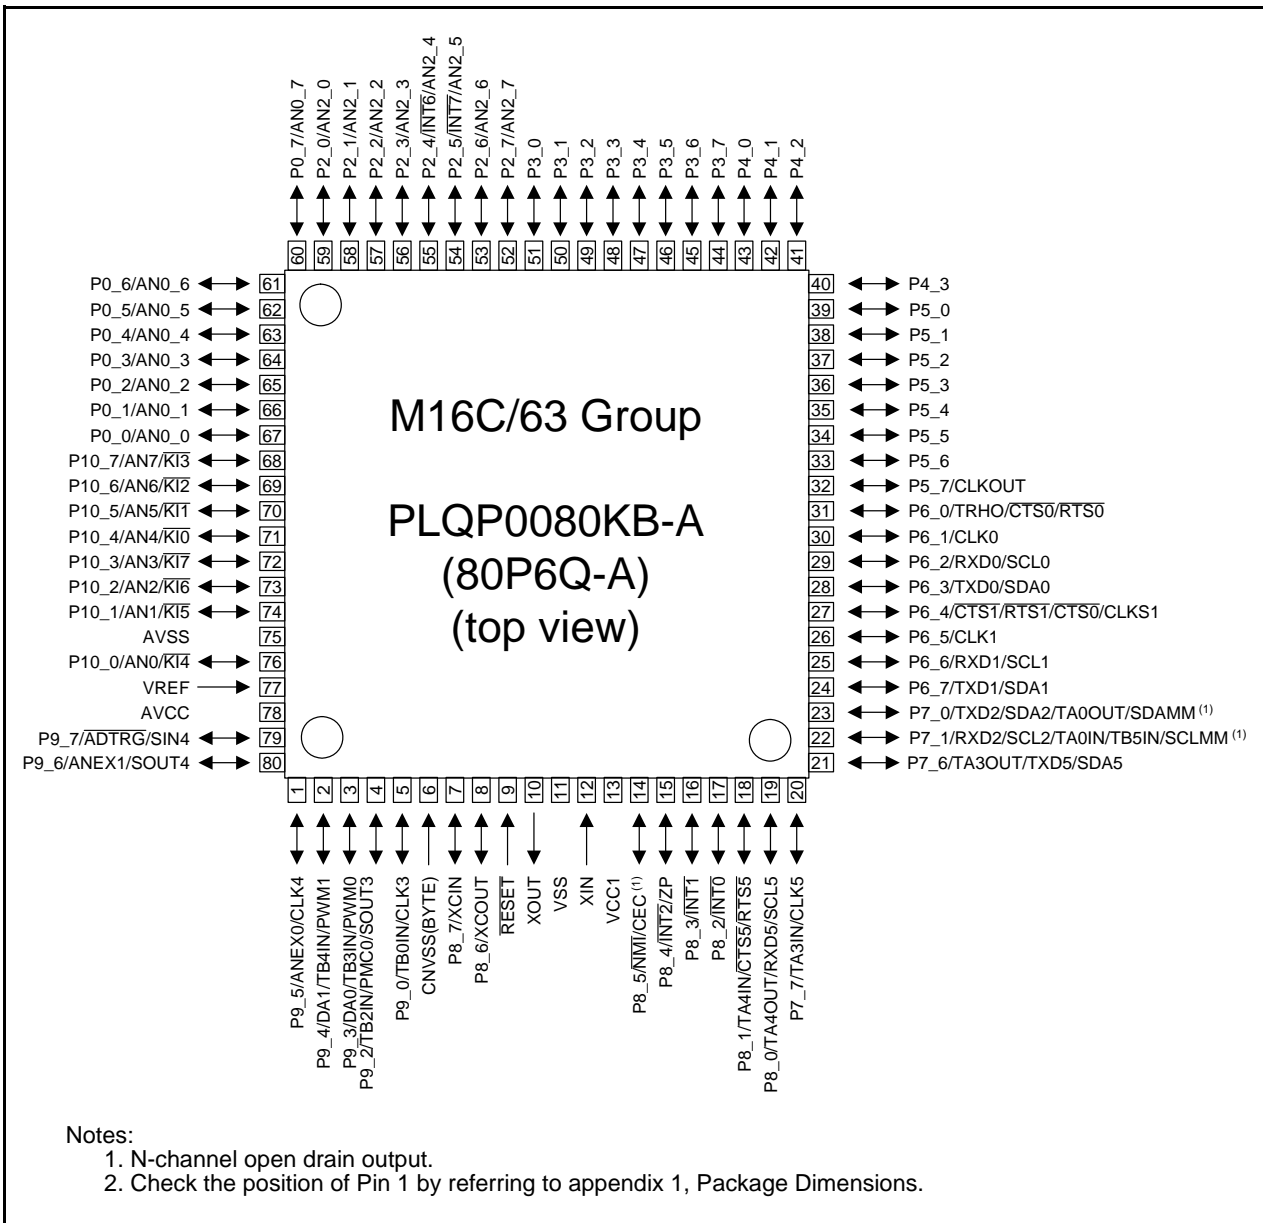 P0_7/AN0_7
P2_0/AN2_0
P2_1/AN2_1
P2_2/AN2_2
P2_3/AN2_3
P2_4/INT6/AN2_4
P2_5/INT7/AN2_5
P2_6/AN2_6
P2_7/AN2_7
P3_0
P3_1
P3_2
P3_3
P3_4
P3_5
P3_6
P3_7
P4_0
P4_1
P4_2
60 59 58 57 56 55 54 53 52 51 50 49 48 47 46 45 44 43 42 41
P0_6/AN0_6 61
P0_5/AN0_5 62
P0_4/AN0_4 63
P0_3/AN0_3 64
P0_2/AN0_2 65
P0_1/AN0_1 66
P0_0/AN0_0 67
P10_7/AN7/KI3 68
P10_6/AN6/KI2 69
P10_5/AN5/KI1 70
P10_4/AN4/KI0 71
P10_3/AN3/KI7 72
P10_2/AN2/KI6 73
P10_1/AN1/KI5 74
AVSS 75
P10_0/AN0/KI4 76
VREF 77
AVCC 78
P9_7/ADTRG/SIN4 79
P9_6/ANEX1/SOUT4 80
M16C/63 Group
PLQP0080KB-A
(80P6Q-A)
(top view)
40 P4_3
39 P5_0
38 P5_1
37 P5_2
36 P5_3
35 P5_4
34 P5_5
33 P5_6
32 P5_7/CLKOUT
31 P6_0/TRHO/CTS0/RTS0
30 P6_1/CLK0
29 P6_2/RXD0/SCL0
28 P6_3/TXD0/SDA0
27 P6_4/CTS1/RTS1/CTS0/CLKS1
26 P6_5/CLK1
25 P6_6/RXD1/SCL1
24 P6_7/TXD1/SDA1
23 P7_0/TXD2/SDA2/TA0OUT/SDAMM (1)
22 P7_1/RXD2/SCL2/TA0IN/TB5IN/SCLMM (1)
21 P7_6/TA3OUT/TXD5/SDA5
1 2 3 4 5 6 7 8 9 10 11 12 13 14 15 16 17 18 19 20
P9_5/ANEX0/CLK4
P9_4/DA1/TB4IN/PWM1
P9_3/DA0/TB3IN/PWM0
P9_2/TB2IN/PMC0/SOUT3
P9_0/TB0IN/CLK3
CNVSS(BYTE)
P8_7/XCIN
P8_6/XCOUT
RESET
XOUT
VSS
XIN
VCC1
P8_5/NMI/CEC (1)
P8_4/INT2/ZP
P8_3/INT1
P8_2/INT0
P8_1/TA4IN/CTS5/RTS5
P8_0/TA4OUT/RXD5/SCL5
P7_7/TA3IN/CLK5
Notes:
1. N-channel open drain output.
2. Check the position of Pin 1 by referring to appendix 1, Package Dimensions.